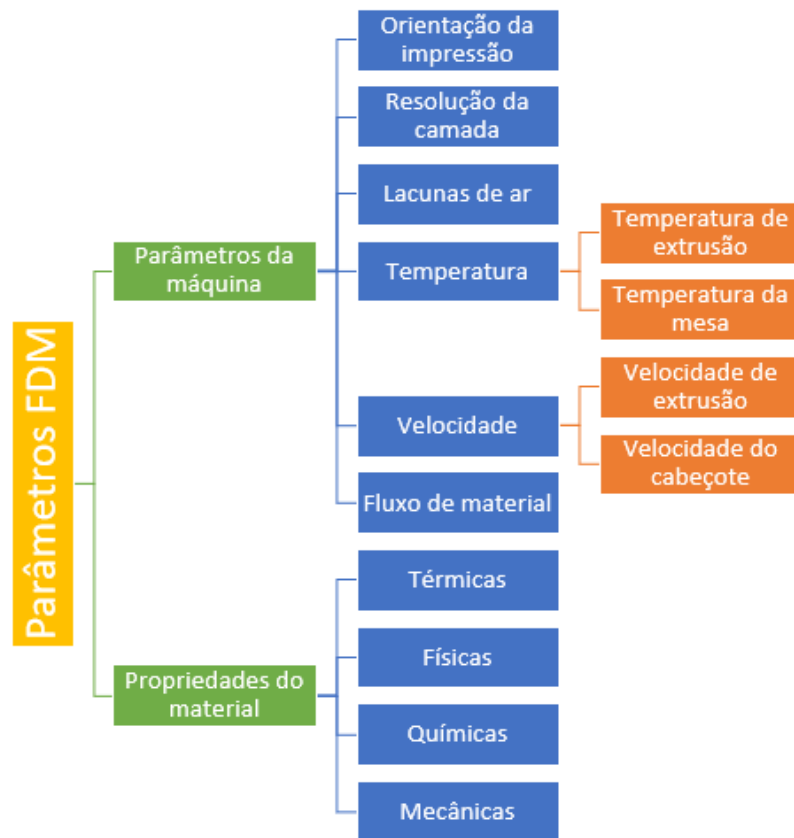 Parâmetros FDM
Parâmetros da
máquina
Orientação da
impressão
Resolução da
camada
Lacunas de ar
Temperatura
Temperatura de
extrusão
Temperatura da
mesa
Velocidade
Velocidade de
extrusão
Velocidade do
cabeçote
Fluxo de material
Propriedades do
material
Térmicas
Físicas
Químicas
Mecânicas